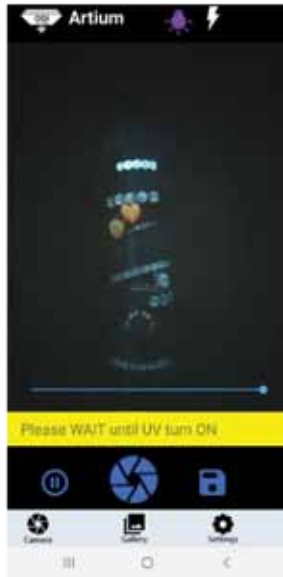 Artium
Please WAIT until UV turn ON
Camera
Gallery
Settings